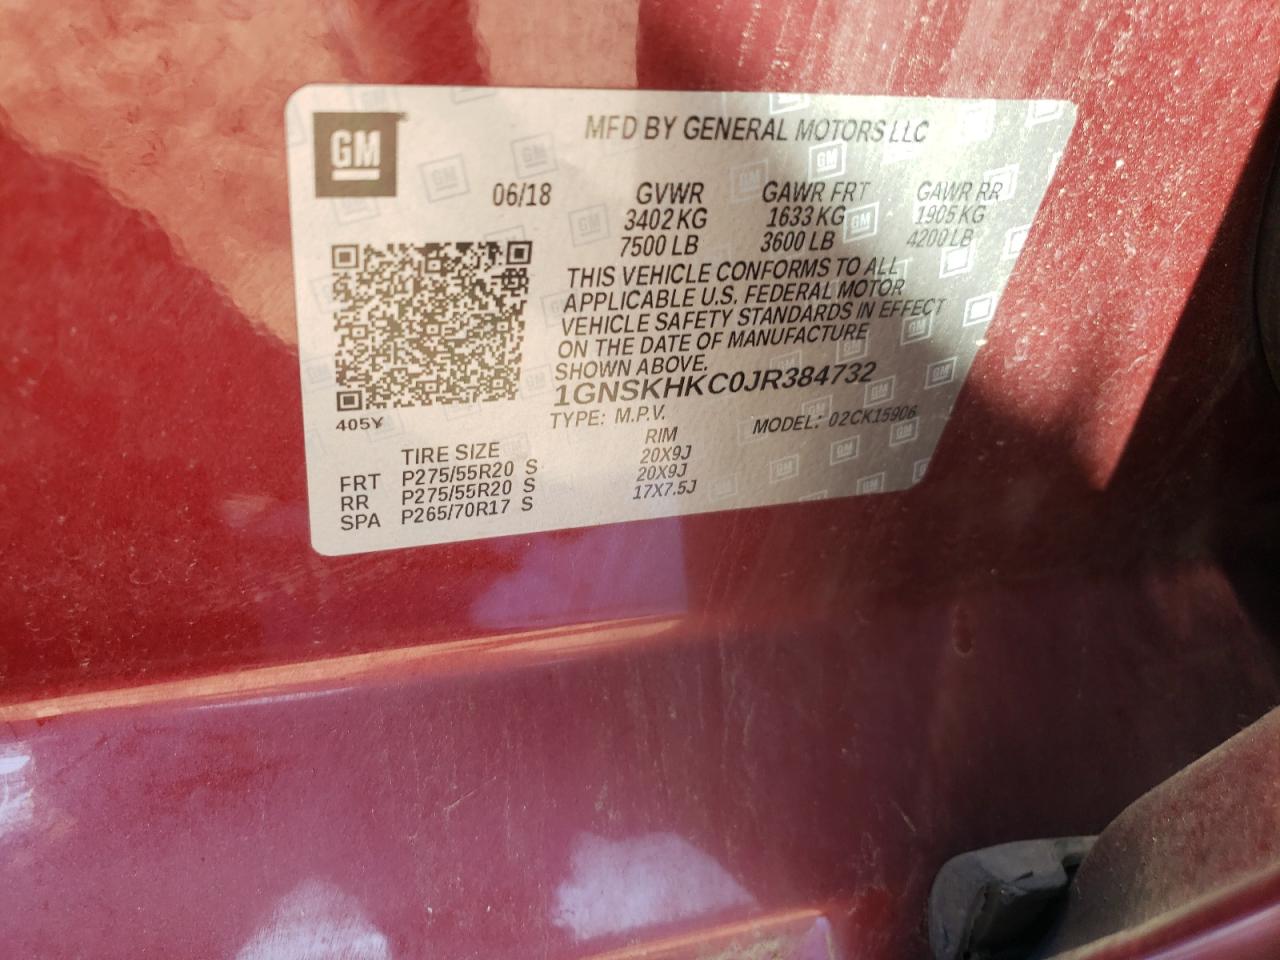 GM
MFD BY GENERAL MOTORS LLC
06/18 GVWR GAWR FRT GAWR RR
3402 KG 1633 KG 1905 KG
7500 LB 3600 LB 4200 LB
THIS VEHICLE CONFORMS TO ALL
APPLICABLE U.S. FEDERAL MOTOR
VEHICLE SAFETY STANDARDS IN EFFECT
ON THE DATE OF MANUFACTURE
SHOWN ABOVE.
1GNSKHKC0JR384732
TYPE: M.P.V. MODEL: 02CK15906
405Y
TIRE SIZE RIM
FRT P275/55R20 S 20X9J
RR P275/55R20 S 20X9J
SPA P265/70R17 S 17X7.5J